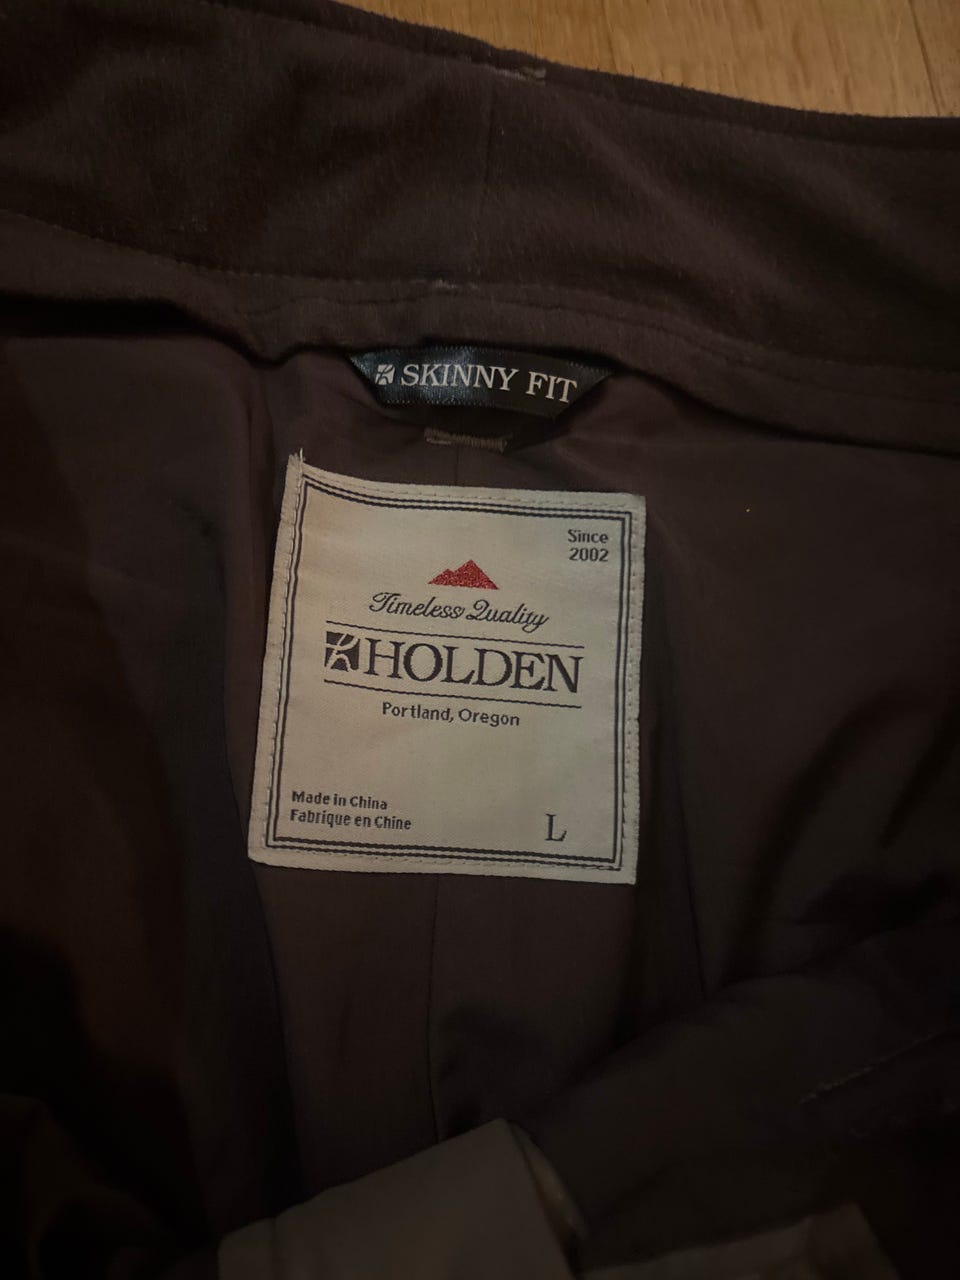 SKINNY FIT
Since
2002
Timeless Quality
HOLDEN
Portland, Oregon
Made in China
Fabrique en Chine
L